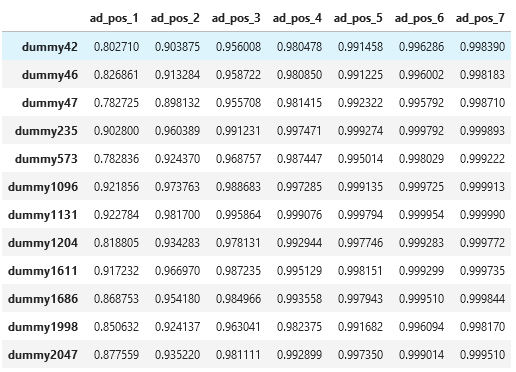 ad_pos_1 ad_pos_2 ad_pos_3 ad_pos_4 ad_pos_5 ad_pos_6 ad_pos_7
dummy42 0.802710 0.903875 0.956008 0.980478 0.991458 0.996286 0.998390
dummy46 0.826861 0.913284 0.958722 0.980850 0.991225 0.996002 0.998183
dummy47 0.782725 0.898132 0.955708 0.981415 0.992322 0.995792 0.998710
dummy235 0.902800 0.960389 0.991231 0.997471 0.999274 0.999792 0.999893
dummy573 0.782836 0.924370 0.968757 0.987447 0.995014 0.998029 0.999222
dummy1096 0.921856 0.973763 0.988683 0.997285 0.999135 0.999725 0.999913
dummy1131 0.922784 0.981700 0.995864 0.999076 0.999794 0.999954 0.999990
dummy1204 0.818805 0.934283 0.978131 0.992944 0.997746 0.999283 0.999772
dummy1611 0.917232 0.966970 0.987235 0.995129 0.998151 0.999299 0.999735
dummy1686 0.868753 0.954180 0.984966 0.993558 0.997943 0.999510 0.999844
dummy1998 0.850632 0.924137 0.963041 0.982375 0.991682 0.996094 0.998170
dummy2047 0.877559 0.935220 0.981111 0.992899 0.997350 0.999014 0.999510